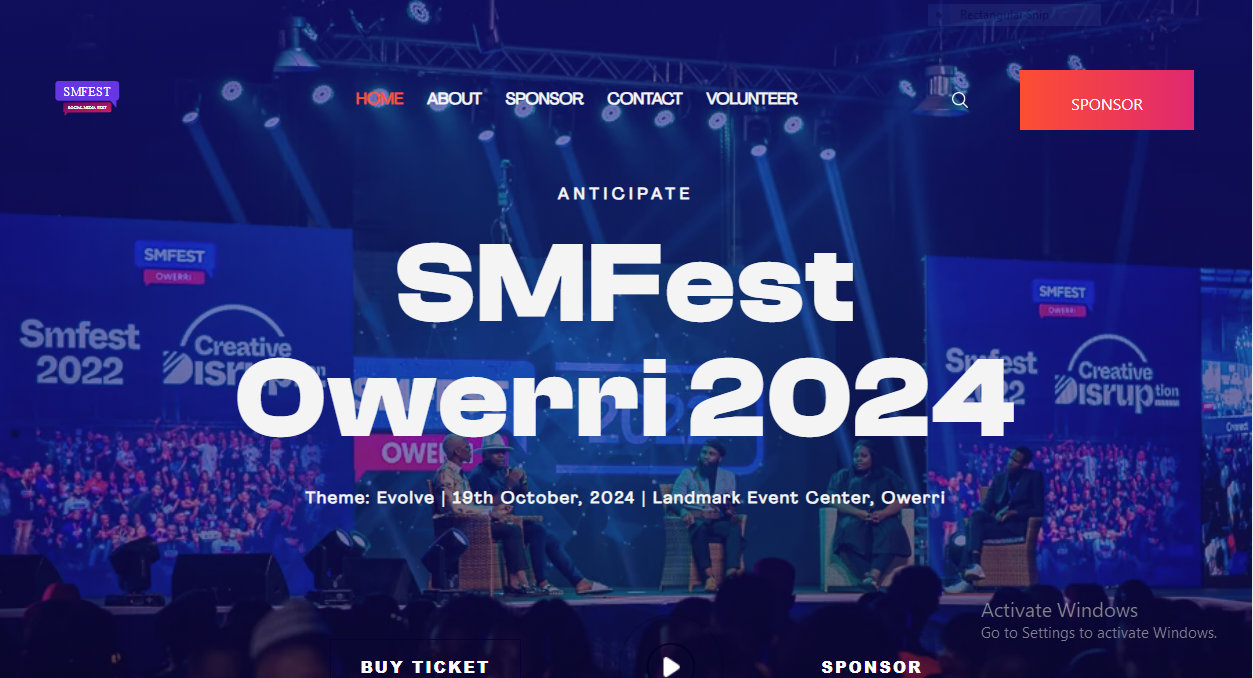 Rectangular Snip
SMFEST
SOCIAL MEDIA FEST
HOME ABOUT SPONSOR CONTACT VOLUNTEER
SPONSOR
ANTICIPATE
SMFest
Owerri 2024
Theme: Evolve | 19th October, 2024 | Landmark Event Center, Owerri
SMFEST
OWERRI
Smfest
2022
Creative
Disruption
SMFEST
OWERRI
Creative
Disruption
Connect
2022
Activate Windows
Go to Settings to activate Windows.
BUY TICKET
SPONSOR